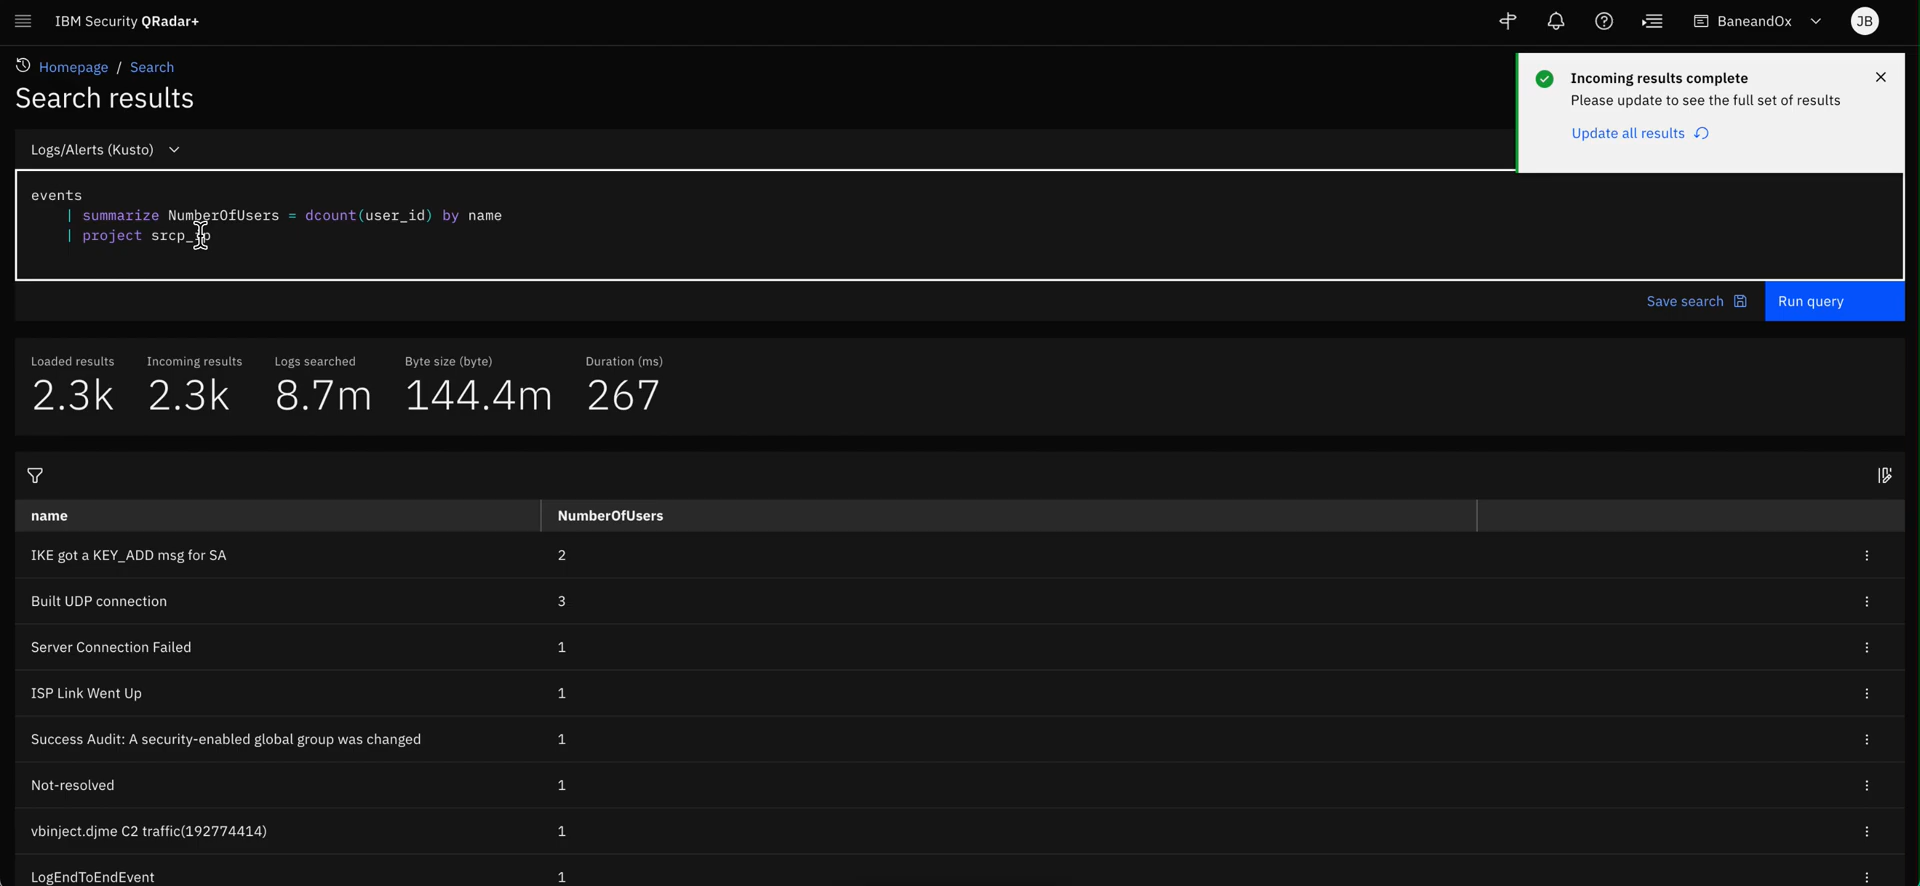 IBM Security QRadar+
BaneandOx
JB
Homepage / Search
Search results
Incoming results complete
Please update to see the full set of results
Update all results
Logs/Alerts (Kusto)
events
| summarize NumberOfUsers = dcount(user_id) by name
| project
Save search
Run query
Loaded results
2.3k
Incoming results
2.3k
Logs searched
8.7m
Byte size (byte)
144.4m
Duration (ms)
267
name NumberOfUsers
IKE got a KEY_ADD msg for SA 2
Built UDP connection 3
Server Connection Failed 1
ISP Link Went Up 1
Success Audit: A security-enabled global group was changed 1
Not-resolved 1
vbinject.djme C2 traffic(192774414) 1
LogEndToEndEvent 1